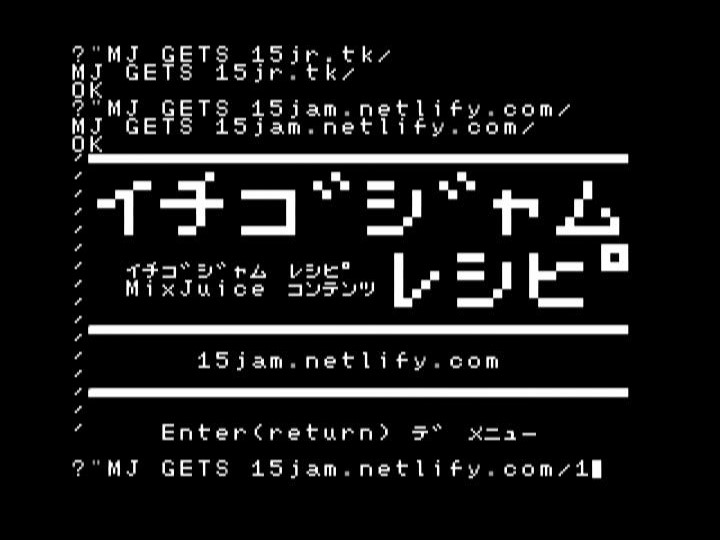 ?"MJ GETS 15jr.tk/
MJ GETS 15jr.tk/
OK
?"MJ GETS 15jam.netlify.com/
MJ GETS 15jam.netlify.com/
OK
'
'イチゴジャム
'イチゴジャム レシピ
'MixJuice コンテンツ
レシピ
'
' 15jam.netlify.com
'
' Enter(return) デ メニュー
?"MJ GETS 15jam.netlify.com/1